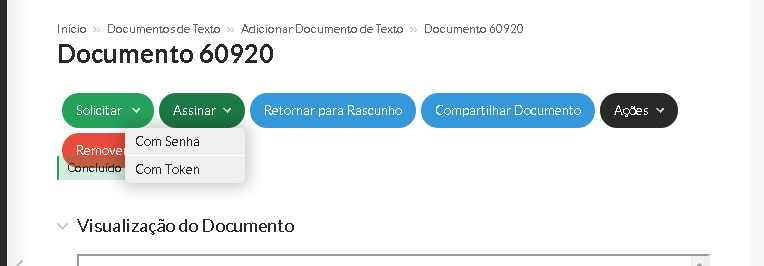 Início » Documentos de Texto » Adicionar Documento de Texto » Documento 60920
Documento 60920
Solicitar Assinar Retornar para Rascunho Compartilhar Documento Ações
Remover
Com Senha
Concluído
Com Token
Visualização do Documento